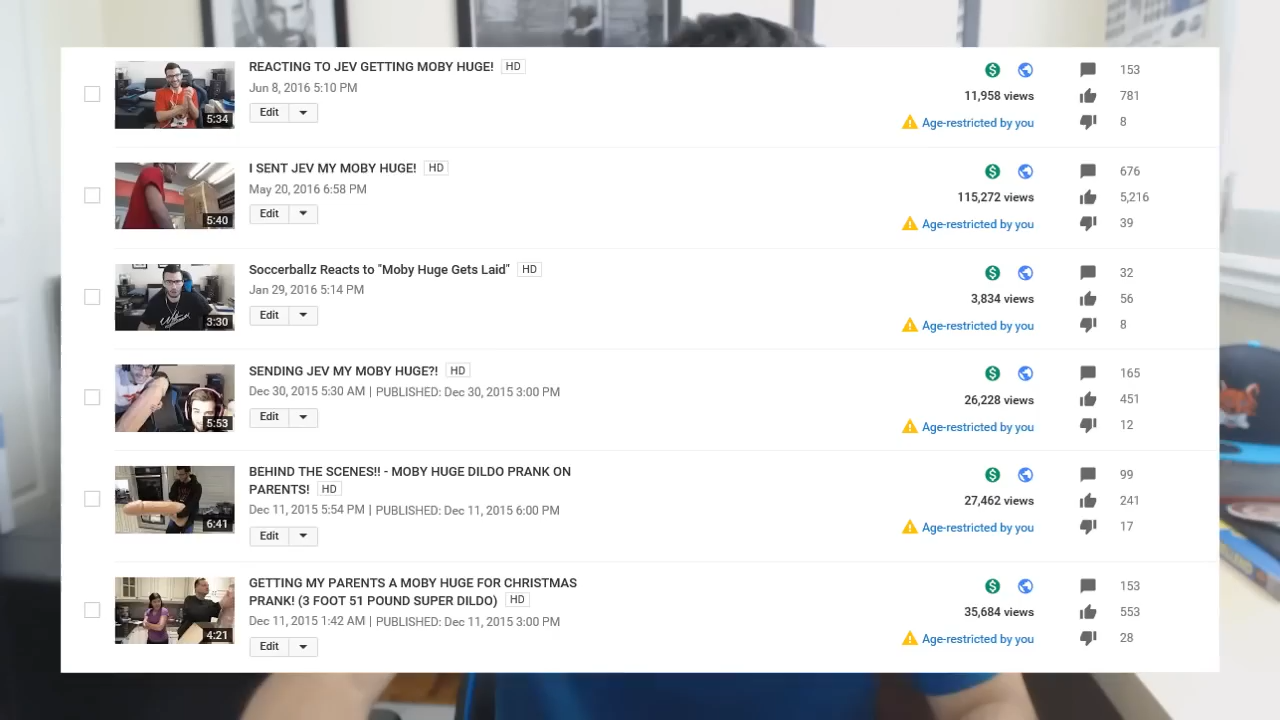 REACTING TO JEV GETTING MOBY HUGE! HD
Jun 8, 2016 5:10 PM
Edit
5:34
11,958 views
Age-restricted by you
153
781
8
I SENT JEV MY MOBY HUGE! HD
May 20, 2016 6:58 PM
Edit
5:40
115,272 views
Age-restricted by you
676
5,216
39
Soccerballz Reacts to "Moby Huge Gets Laid" HD
Jan 29, 2016 5:14 PM
Edit
3:30
3,834 views
Age-restricted by you
32
56
8
SENDING JEV MY MOBY HUGE?! HD
Dec 30, 2015 5:30 AM | PUBLISHED: Dec 30, 2015 3:00 PM
Edit
5:53
26,228 views
Age-restricted by you
165
451
12
BEHIND THE SCENES!! - MOBY HUGE DILDO PRANK ON
PARENTS! HD
Dec 11, 2015 5:54 PM | PUBLISHED: Dec 11, 2015 6:00 PM
Edit
6:41
27,462 views
Age-restricted by you
99
241
17
GETTING MY PARENTS A MOBY HUGE FOR CHRISTMAS
PRANK! (3 FOOT 51 POUND SUPER DILDO) HD
Dec 11, 2015 1:42 AM | PUBLISHED: Dec 11, 2015 3:00 PM
Edit
4:21
35,684 views
Age-restricted by you
153
553
28